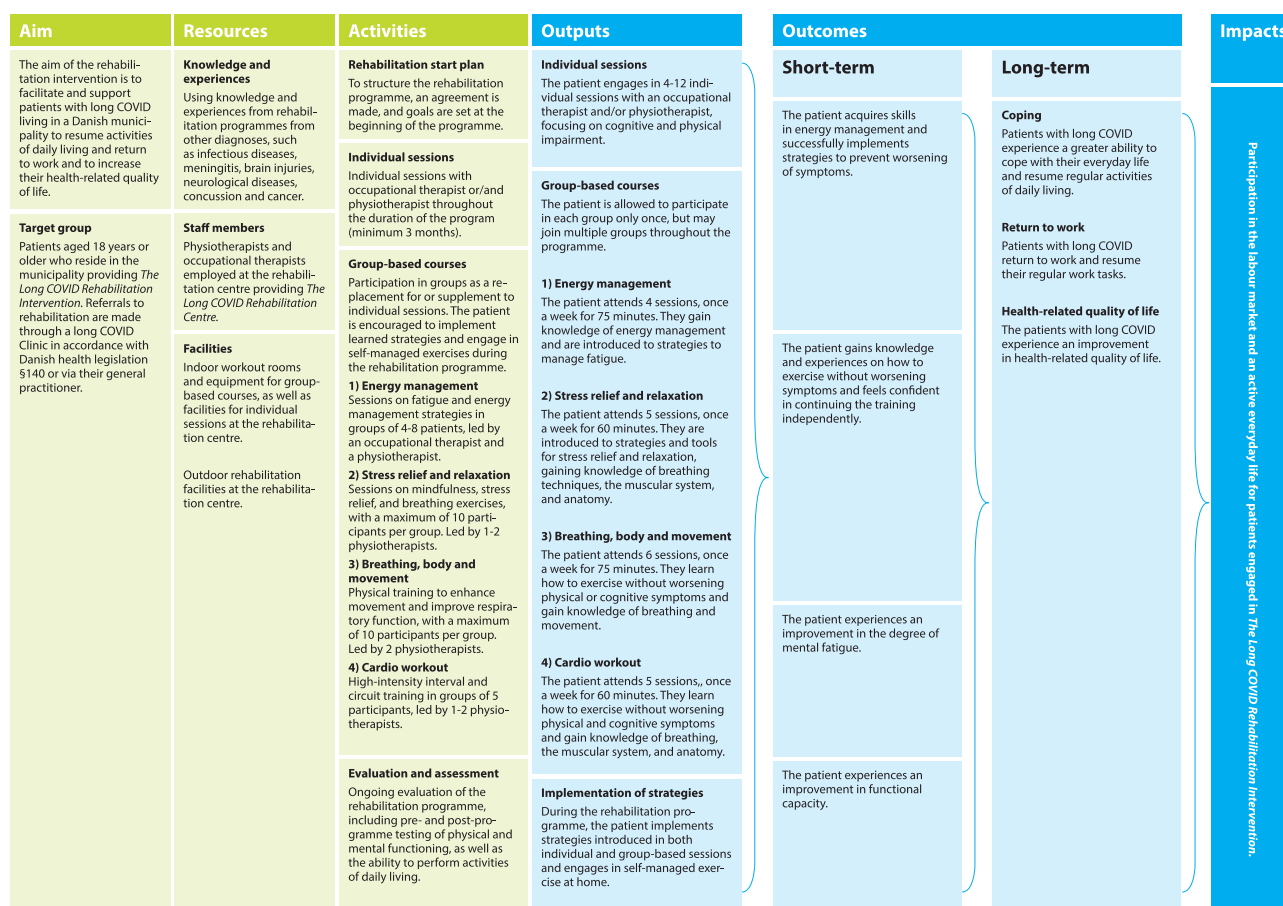 Aim
The aim of the rehabili-
tation intervention is to
facilitate and support
patients with long COVID
living in a Danish munici-
pality to resume activities
of daily living and return
to work and to increase
their health-related quality
of life.
Target group
Patients aged 18 years or
older who reside in the
municipality providing The
Long COVID Rehabilitation
Intervention. Referrals to
rehabilitation are made
through a long COVID
Clinic in accordance with
Danish health legislation
§140 or via their general
practitioner.
Resources
Knowledge and
experiences
Using knowledge and
experiences from rehabil-
itation programmes from
other diagnoses, such
as infectious diseases,
meningitis, brain injuries,
neurological diseases,
concussion and cancer.
Staff members
Physiotherapists and
occupational therapists
employed at the rehabili-
tation centre providing The
Long COVID Rehabilitation
Centre.
Facilities
Indoor workout rooms
and equipment for group-
based courses, as well as
facilities for individual
sessions at the rehabilita-
tion centre.
Outdoor rehabilitation
facilities at the rehabilita-
tion centre.
Activities
Rehabilitation start plan
To structure the rehabilitation
programme, an agreement is
made, and goals are set at the
beginning of the programme.
Individual sessions
Individual sessions with
occupational therapist or/and
physiotherapist throughout
the duration of the program
(minimum 3 months).
Group-based courses
Participation in groups as a re-
placement for or supplement to
individual sessions. The patient
is encouraged to implement
learned strategies and engage in
self-managed exercises during
the rehabilitation programme.
1) Energy management
Sessions on fatigue and energy
management strategies in
groups of 4-8 patients, led by
an occupational therapist and
a physiotherapist.
2) Stress relief and relaxation
Sessions on mindfulness, stress
relief, and breathing exercises,
with a maximum of 10 parti-
cipants per group. Led by 1-2
physiotherapists.
3) Breathing, body and
movement
Physical training to enhance
movement and improve respira-
tory function, with a maximum
of 10 participants per group.
Led by 2 physiotherapists.
4) Cardio workout
High-intensity interval and
circuit training in groups of 5
participants, led by 1-2 physio-
therapists.
Evaluation and assessment
Ongoing evaluation of the
rehabilitation programme,
including pre- and post-pro-
gramme testing of physical and
mental functioning, as well as
the ability to perform activities
of daily living.
Outputs
Individual sessions
The patient engages in 4-12 indi-
vidual sessions with an occupational
therapist and/or physiotherapist,
focusing on cognitive and physical
impairment.
Group-based courses
The patient is allowed to participate
in each group only once, but may
join multiple groups throughout the
programme.
1) Energy management
The patient attends 4 sessions, once
a week for 75 minutes. They gain
knowledge of energy management
and are introduced to strategies to
manage fatigue.
2) Stress relief and relaxation
The patient attends 5 sessions, once
a week for 60 minutes. They are
introduced to strategies and tools
for stress relief and relaxation,
gaining knowledge of breathing
techniques, the muscular system,
and anatomy.
3) Breathing, body and movement
The patient attends 6 sessions, once
a week for 75 minutes. They learn
how to exercise without worsening
physical or cognitive symptoms and
gain knowledge of breathing and
movement.
4) Cardio workout
The patient attends 5 sessions,, once
a week for 60 minutes. They learn
how to exercise without worsening
physical and cognitive symptoms
and gain knowledge of breathing,
the muscular system, and anatomy.
Implementation of strategies
During the rehabilitation pro-
gramme, the patient implements
strategies introduced in both
individual and group-based sessions
and engages in self-managed exer-
cise at home.
Outcomes
Short-term
The patient acquires skills
in energy management and
successfully implements
strategies to prevent worsening
of symptoms.
The patient gains knowledge
and experiences on how to
exercise without worsening
symptoms and feels confident
in continuing the training
independently.
The patient experiences an
improvement in the degree of
mental fatigue.
The patient experiences an
improvement in functional
capacity.
Long-term
Coping
Patients with long COVID
experience a greater ability to
cope with their everyday life
and resume regular activities
of daily living.
Return to work
Patients with long COVID
return to work and resume
their regular work tasks.
Health-related quality of life
The patients with long COVID
experience an improvement
in health-related quality of life.
Impacts
Participation in the labour market and an active everyday life for patients engaged in The Long COVID Rehabilitation Intervention.